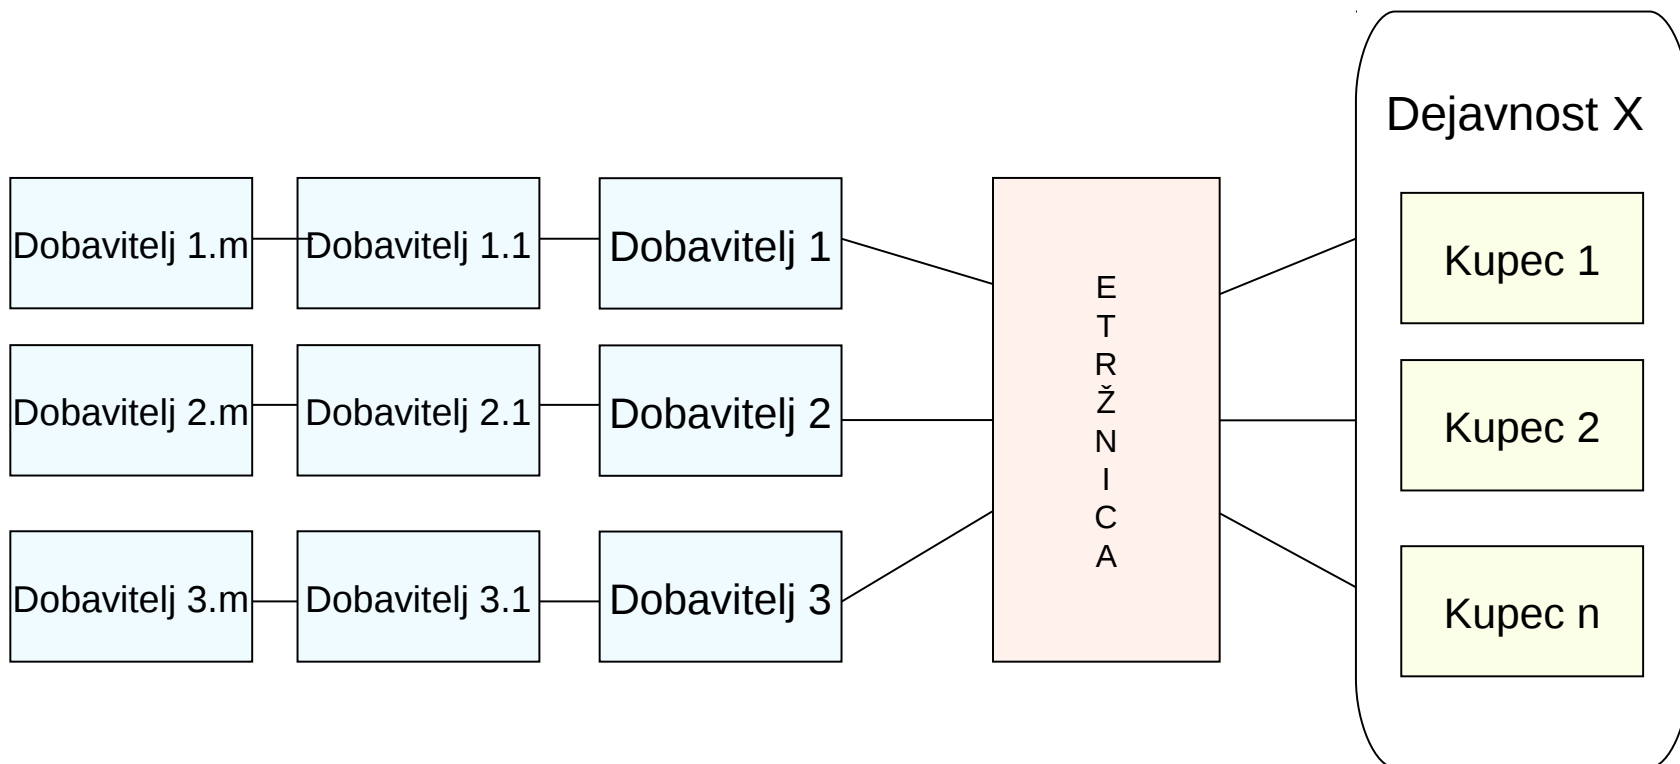 Dejavnost X
Dobavitelj 1.m
Dobavitelj 1.1
Dobavitelj 1
Kupec 1
Dobavitelj 2.m
Dobavitelj 2.1
Dobavitelj 2
Kupec 2
Dobavitelj 3.m
Dobavitelj 3.1
Dobavitelj 3
Kupec n
E
T
R
Ž
N
I
C
A